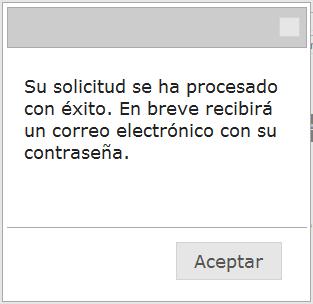 Su solicitud se ha procesado
con éxito. En breve recibirá
un correo electrónico con su
contraseña.
Aceptar